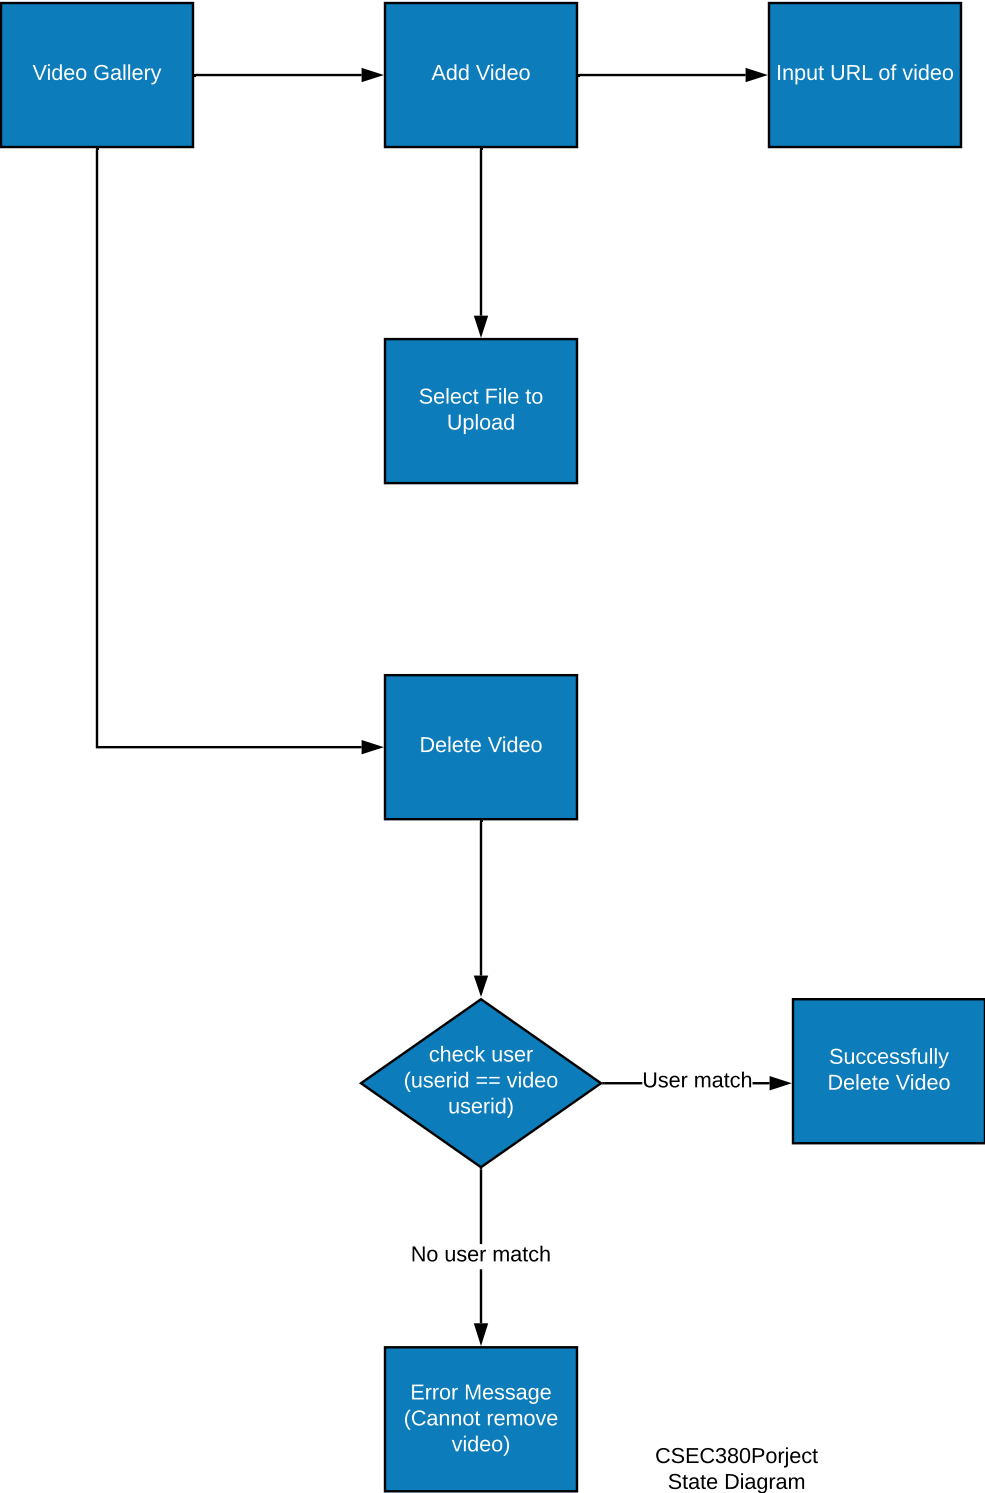 Video Gallery
Add Video
Input URL of video
Select File to
Upload
Delete Video
check user
(userid == video
userid)
User match
Successfully
Delete Video
No user match
Error Message
(Cannot remove
video)
CSEC380Porject
State Diagram